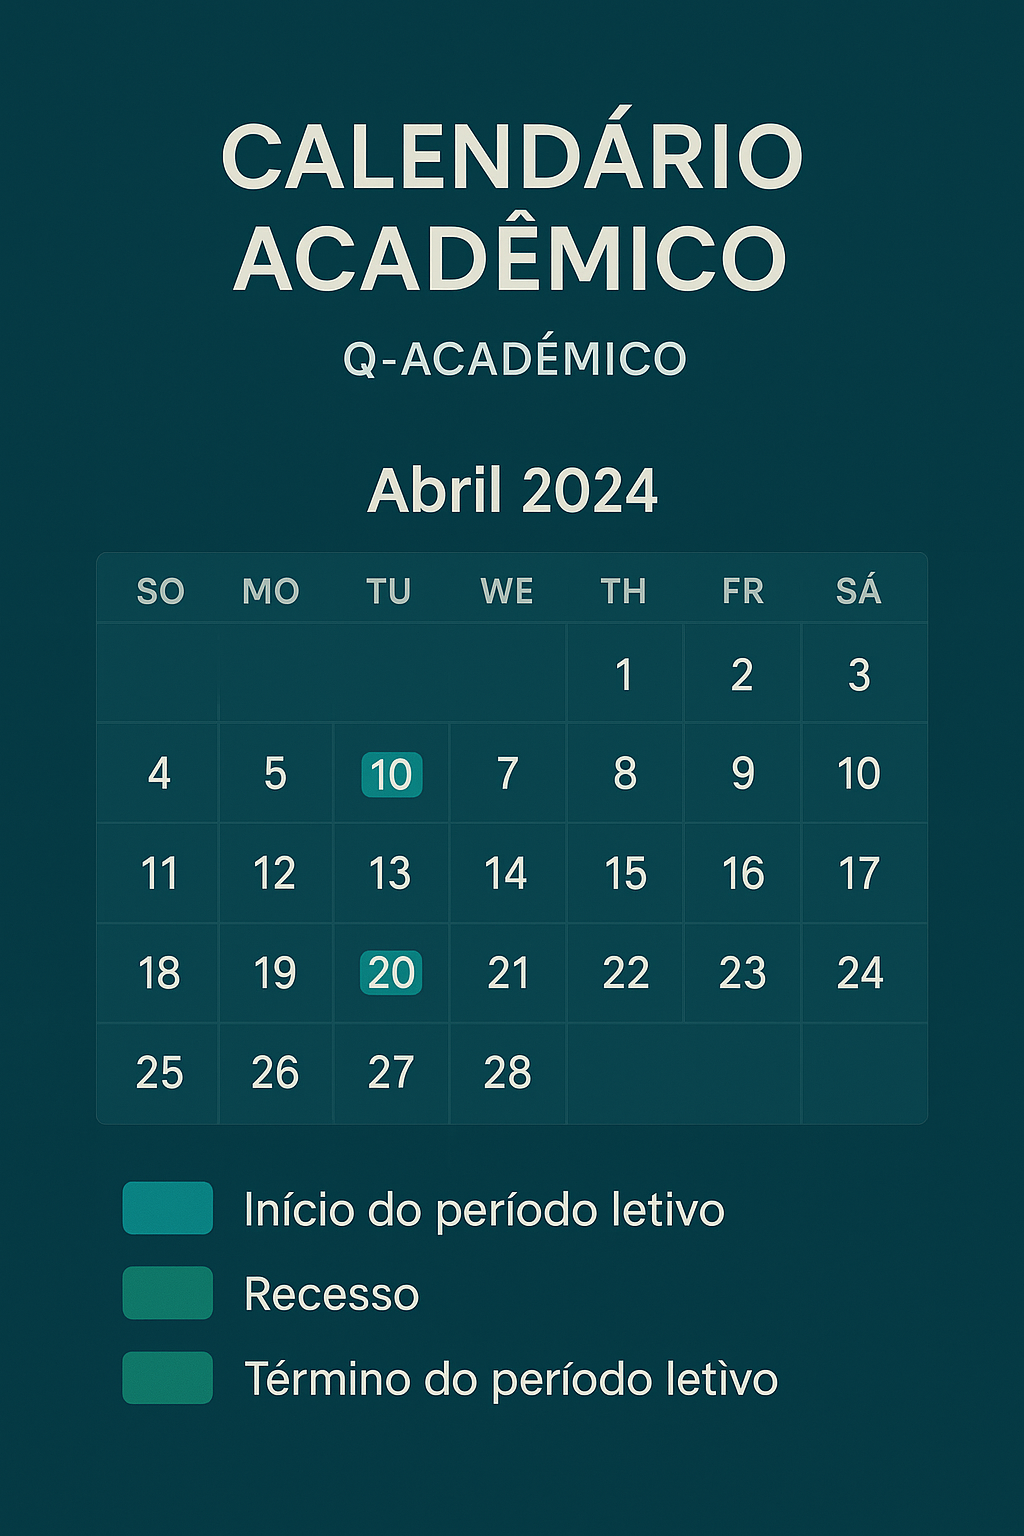 CALENDÁRIO
ACADÊMICO
Q-ACADÉMICO
Abril 2024
SO MO TU WE TH FR SÁ
1 2 3
4 5 10 7 8 9 10
11 12 13 14 15 16 17
18 19 20 21 22 23 24
25 26 27 28
Início do período letivo
Recesso
Término do período letìvo